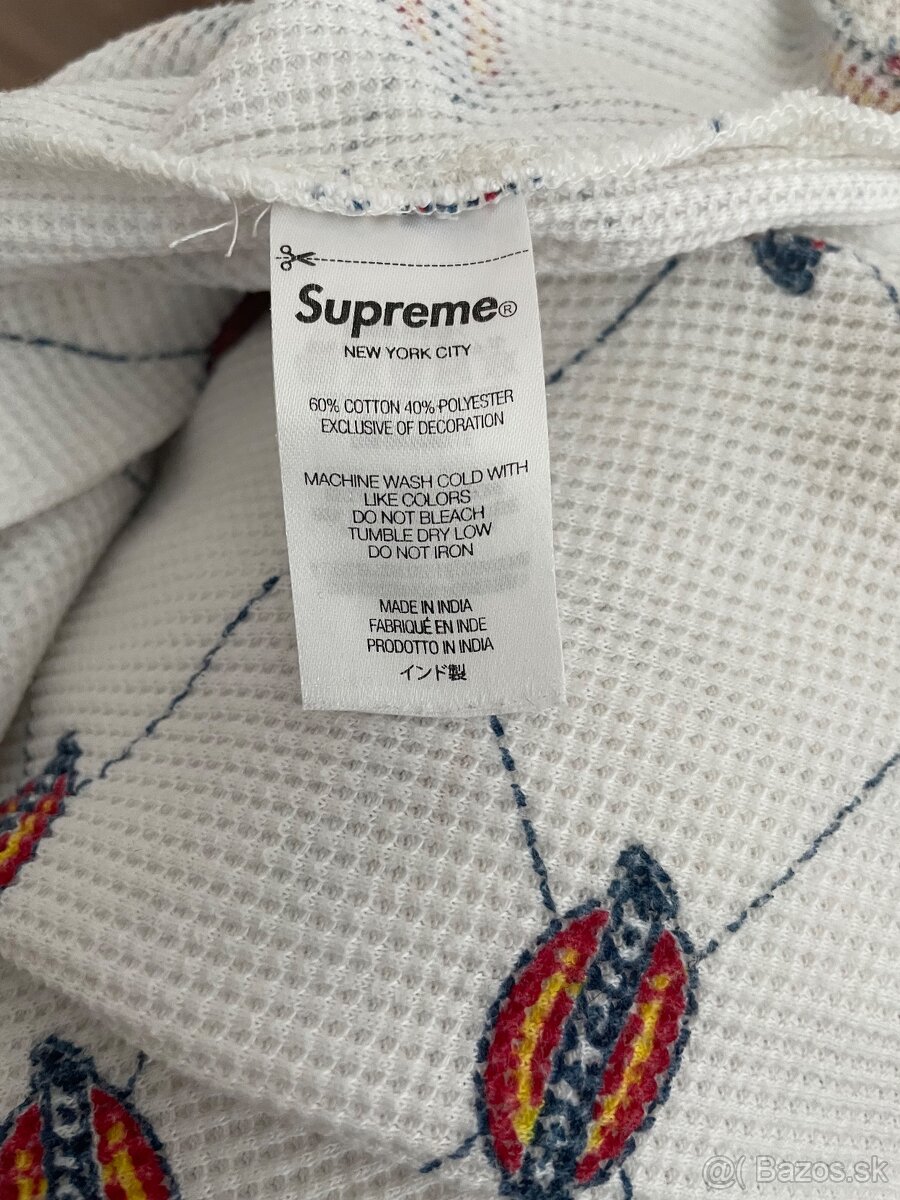 Supreme®
NEW YORK CITY
60% COTTON 40% POLYESTER
EXCLUSIVE OF DECORATION
MACHINE WASH COLD WITH
LIKE COLORS
DO NOT BLEACH
TUMBLE DRY LOW
DO NOT IRON
MADE IN INDIA
FABRIQUÉ EN INDE
PRODOTTO IN INDIA
インド製
@( Bazos.sk